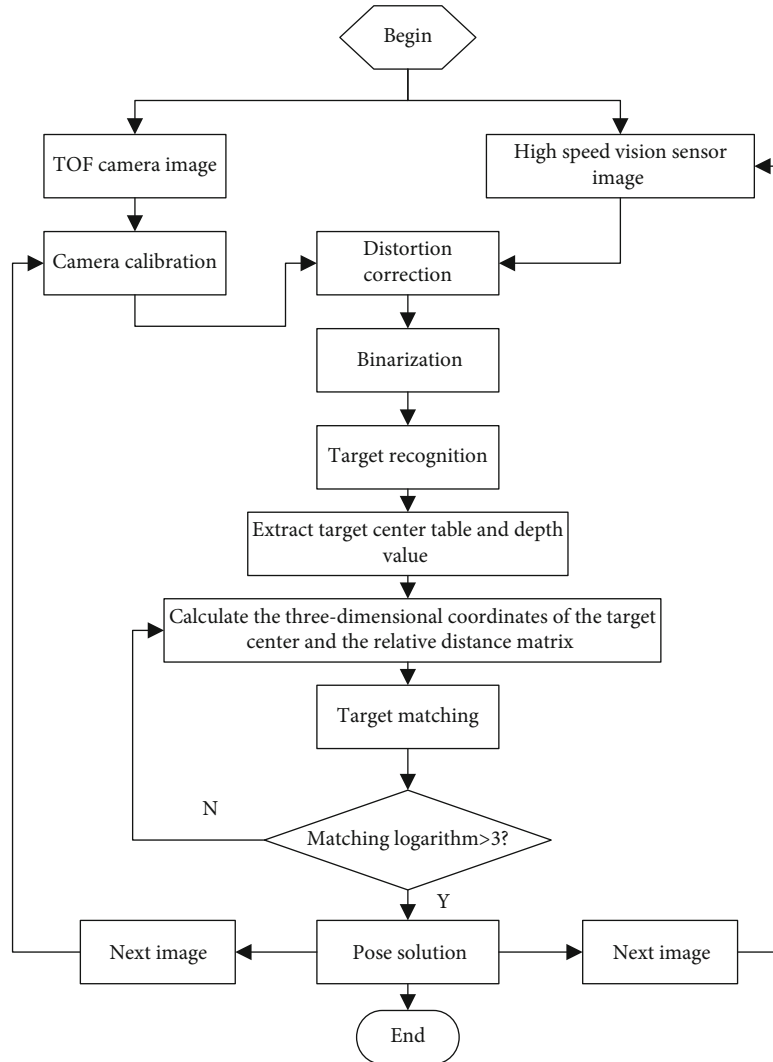 Begin
TOF camera image
High speed vision sensor
image
Camera calibration
Distortion
correction
Binarization
Target recognition
Extract target center table and depth
value
Calculate the three-dimensional coordinates of the target
center and the relative distance matrix
Target matching
N
Matching logarithm>3?
Y
Next image
Pose solution
Next image
End